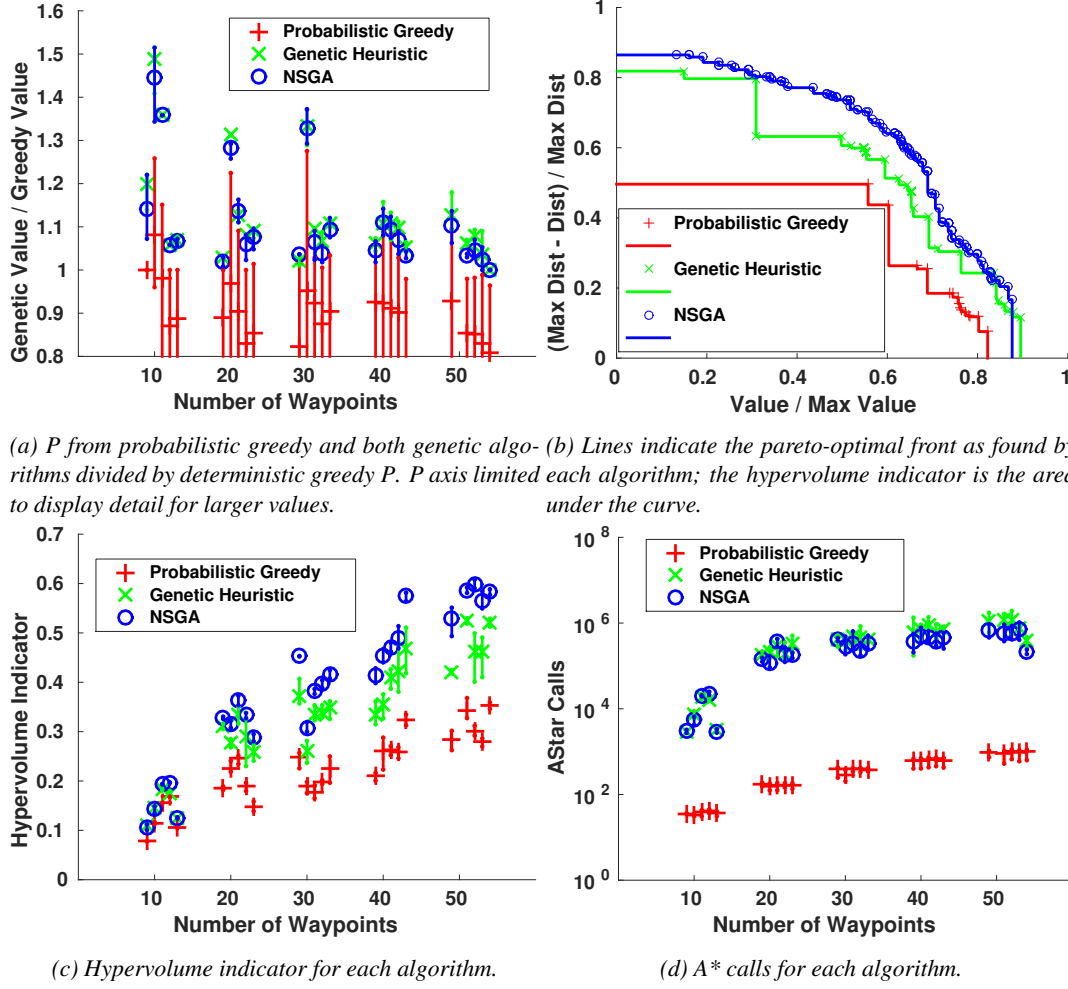 Genetic Value / Greedy Value
1.6
1.5
1.4
1.3
1.2
1.1
1
0.9
0.8
Probabilistic Greedy
Genetic Heuristic
NSGA
10 20 30 40 50
Number of Waypoints
(Max Dist - Dist) / Max Dist
1
0.8
0.6
0.4
0.2
0
Probabilistic Greedy
Genetic Heuristic
NSGA
0 0.2 0.4 0.6 0.8 1
Value / Max Value
(a) P from probabilistic greedy and both genetic algo-
rithms divided by deterministic greedy P. P axis limited
to display detail for larger values.
(b) Lines indicate the pareto-optimal front as found by
each algorithm; the hypervolume indicator is the area
under the curve.
Hypervolume Indicator
0.7
0.6
0.5
0.4
0.3
0.2
0.1
0
Probabilistic Greedy
Genetic Heuristic
NSGA
10 20 30 40 50
Number of Waypoints
(c) Hypervolume indicator for each algorithm.
AStar Calls
10^8
10^6
10^4
10^2
10^0
Probabilistic Greedy
Genetic Heuristic
NSGA
10 20 30 40 50
Number of Waypoints
(d) A* calls for each algorithm.